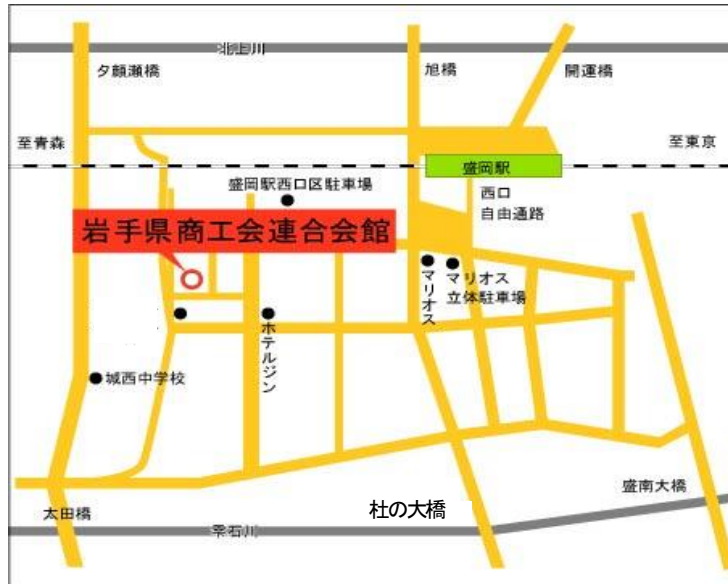 北上川
夕顔瀬橋
旭橋
開運橋
至青森
至東京
盛岡駅
盛岡駅西口区駐車場
西口
自由通路
岩手県商工会連合会館
マリオス
マリオス
立体駐車場
ホテルジン
城西中学校
盛南大橋
太田橋
杜の大橋
雫石川